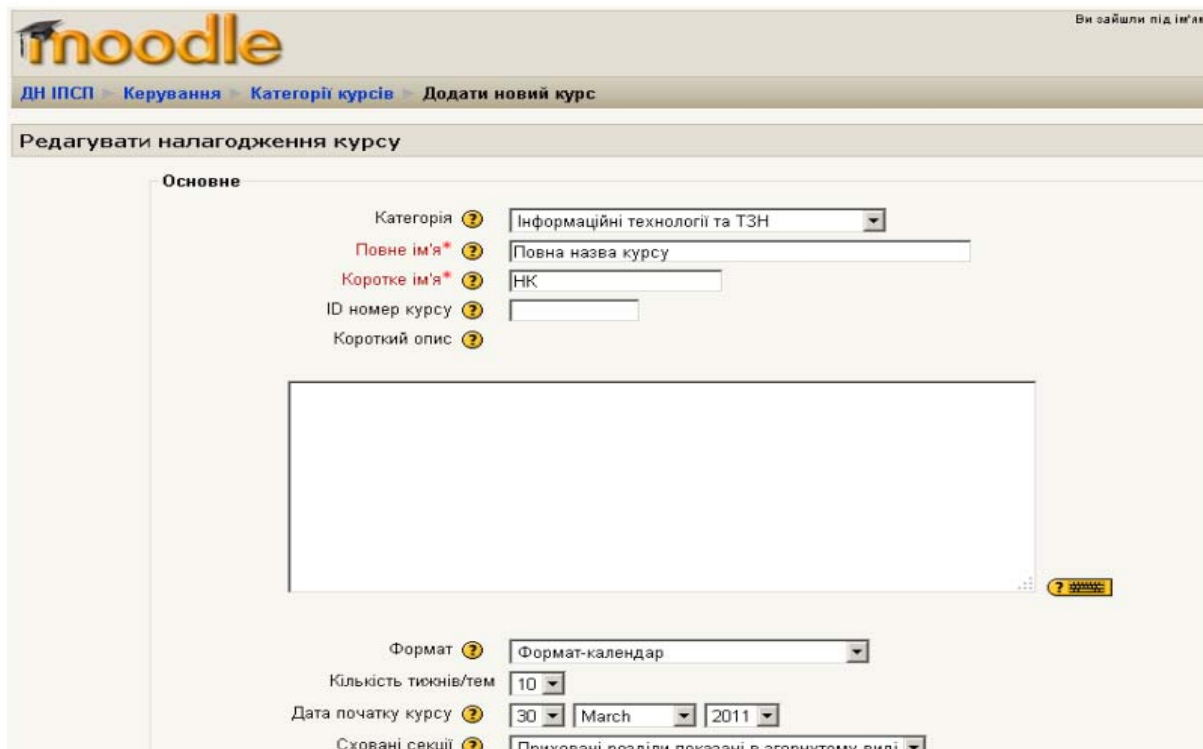 Ви зайшли під ім'ям
moodle
ДН ІПСП ► Керування ► Категорії курсів ► Додати новий курс
Редагувати налагодження курсу
Основне
Категорія ? Інформаційні технології та ТЗН
Повне ім'я* ? Повна назва курсу
Коротке ім'я* ? НК
ID номер курсу ?
Короткий опис ?
?
Формат ? Формат-календар
Кількість тижнів/тем 10
Дата початку курсу ? 30 March 2011
Сховані секції ? Приховані розділи показані в згорнутому виді